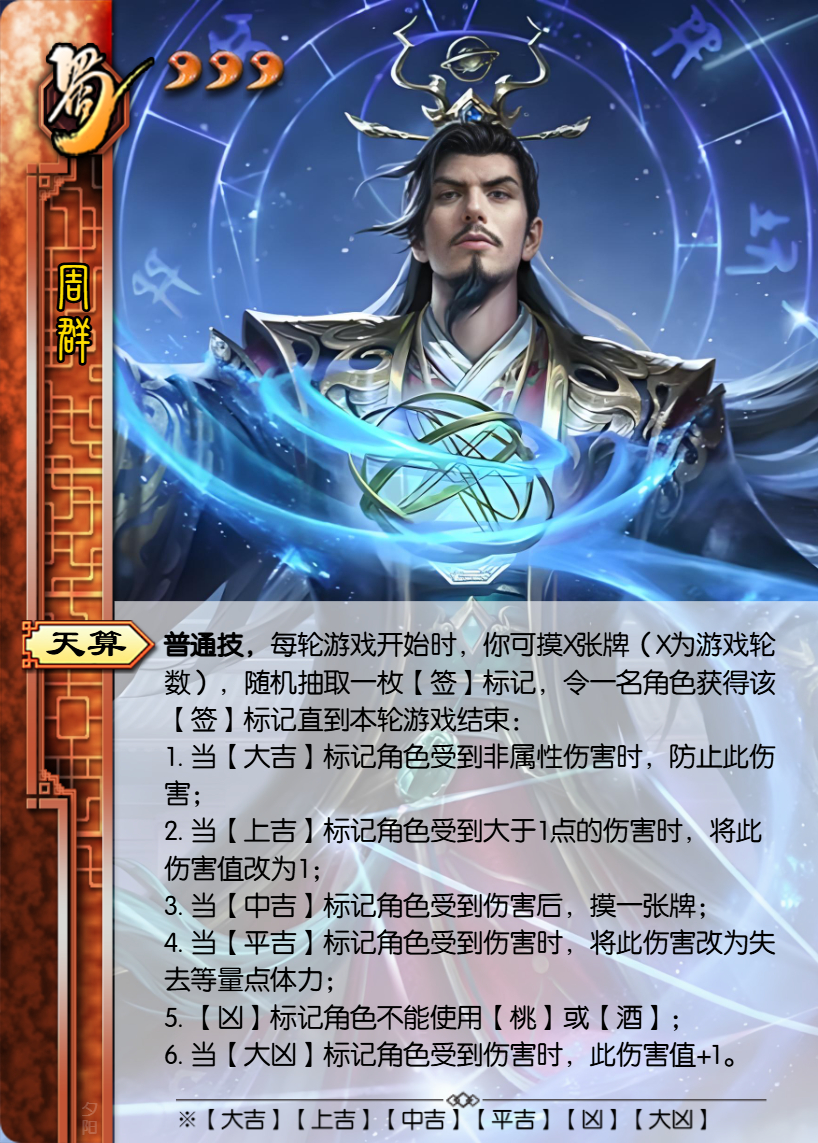 蜀
周群
天算
普通技，每轮游戏开始时，你可摸X张牌（X为游戏轮
数），随机抽取一枚【签】标记，令一名角色获得该
【签】标记直到本轮游戏结束：
1. 当【大吉】标记角色受到非属性伤害时，防止此伤
害；
2. 当【上吉】标记角色受到大于1点的伤害时，将此
伤害值改为1；
3. 当【中吉】标记角色受到伤害后，摸一张牌；
4. 当【平吉】标记角色受到伤害时，将此伤害改为失
去等量点体力；
5. 【凶】标记角色不能使用【桃】或【酒】；
6. 当【大凶】标记角色受到伤害时，此伤害值+1。
※【大吉】【上吉】【中吉】【平吉】【凶】【大凶】
夕阳